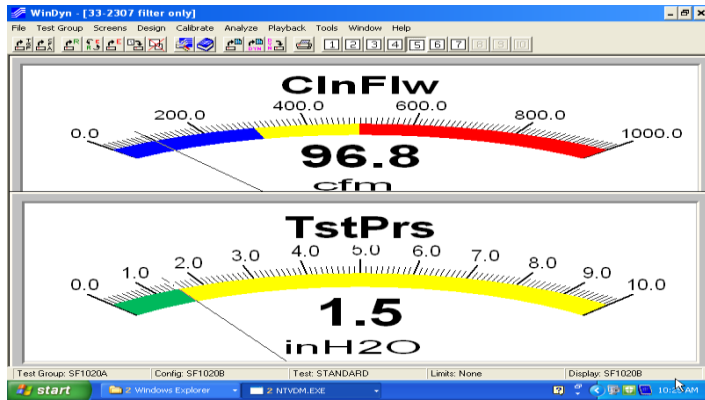 WinDyn - [33-2307 filter only]
File Test Group Screens Design Calibrate Analyze Playback Tools Window Help
1 2 3 4 5 6 7 8 9 10
ClnFlw
0.0 200.0 400.0 600.0 800.0 1000.0
96.8
cfm
TstPrs
0.0 1.0 2.0 3.0 4.0 5.0 6.0 7.0 8.0 9.0 10.0
1.5
inH2O
Test Group: SF1020A Config: SF1020B Test: STANDARD Limits: None Display: SF1020B
start 2 Windows Explorer 2 NTVDM.EXE